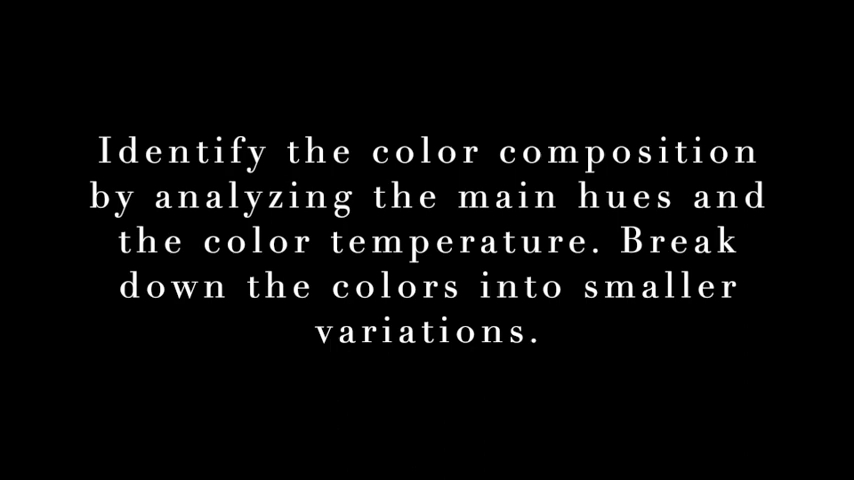 Identify the color composition
by analyzing the main hues and
the color temperature. Break
down the colors into smaller
variations.